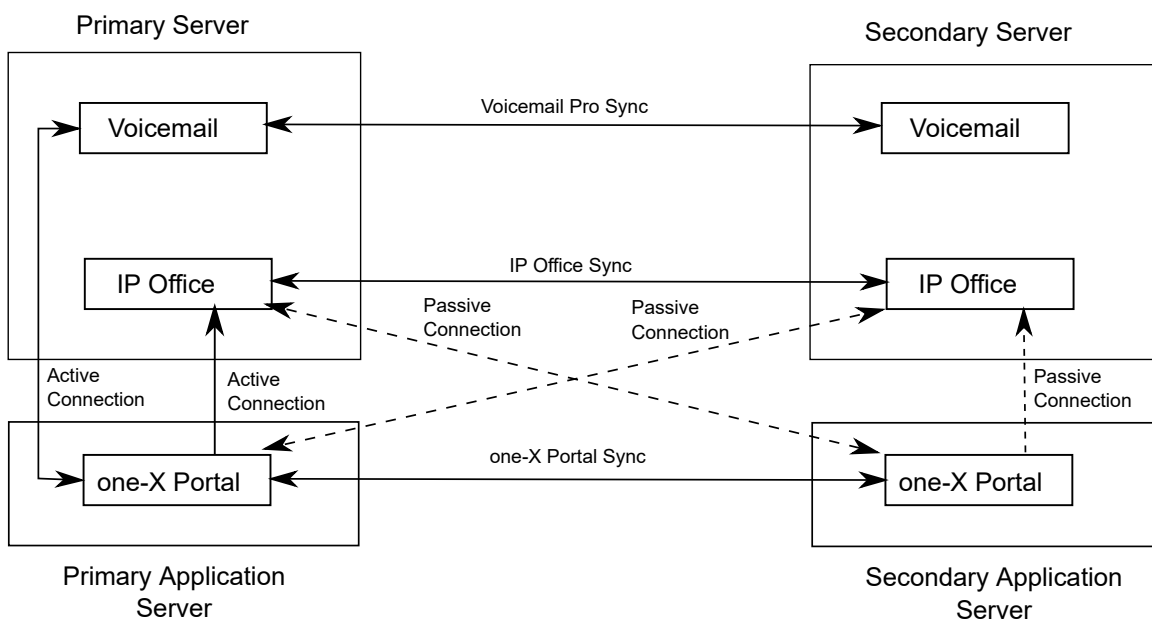 Primary Server
Secondary Server
Voicemail
Voicemail Pro Sync
Voicemail
IP Office
IP Office Sync
IP Office
Passive
Connection
Passive
Connection
Active
Connection
Active
Connection
Passive
Connection
one-X Portal
one-X Portal Sync
one-X Portal
Primary Application
Server
Secondary Application
Server